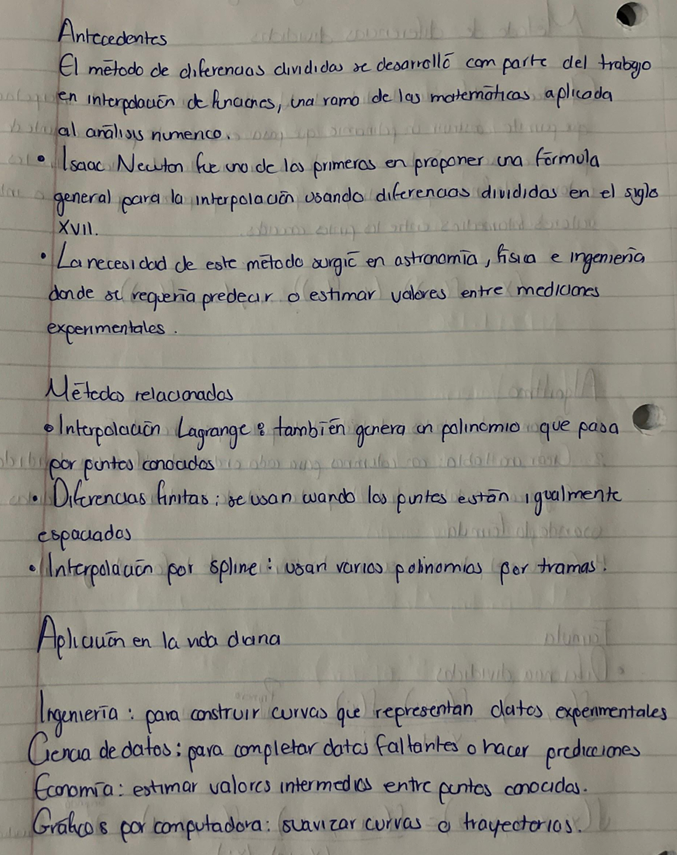 Antecedentes
El método de diferencias divididas se desarrolló com parte del trabajo
en interpolación de funciones, una rama de las matemáticas aplicada
al análisis numerico.
• Isaac Newton fue uno de los primeros en proponer una fórmula
general para la interpolación usando diferencias divididas en el siglo
XVII.
• La necesidad de este método surgió en astronomía, física e ingeniería
donde se requería predecir o estimar valores entre mediciones
experimentales.
Métodos relacionados
• Interpolación Lagrange: también genera un polinomio que pasa
por puntos conocidos
• Diferencias finitas: se usan cuando los puntos están igualmente
espaciados
• Interpolación por spline: usan varios polinomios por tramos.
Aplicación en la vida diaria
Ingeniería: para construir curvas que representan datos experimentales
Ciencia de datos: para completar datos faltantes o hacer predicciones
Economía: estimar valores intermedios entre puntos conocidos.
Gráficos por computadora: suavizar curvas o trayectorias.